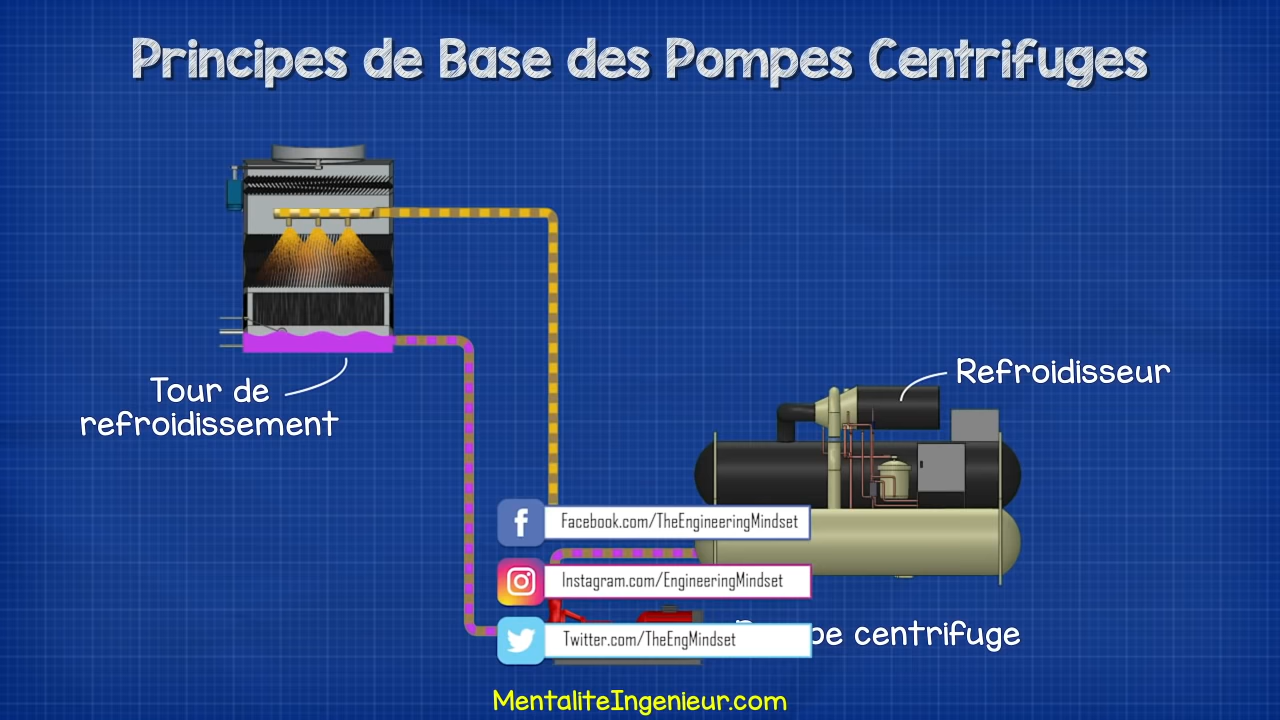 Principes de Base des Pompes Centrifuges
Refroidisseur
Tour de
refroidissement
f
Facebook.com/TheEngineeringMindset
Instagram.com/EngineeringMindset
Twitter.com/TheEngMindset
centrifuge
MentaliteIngenieur.com